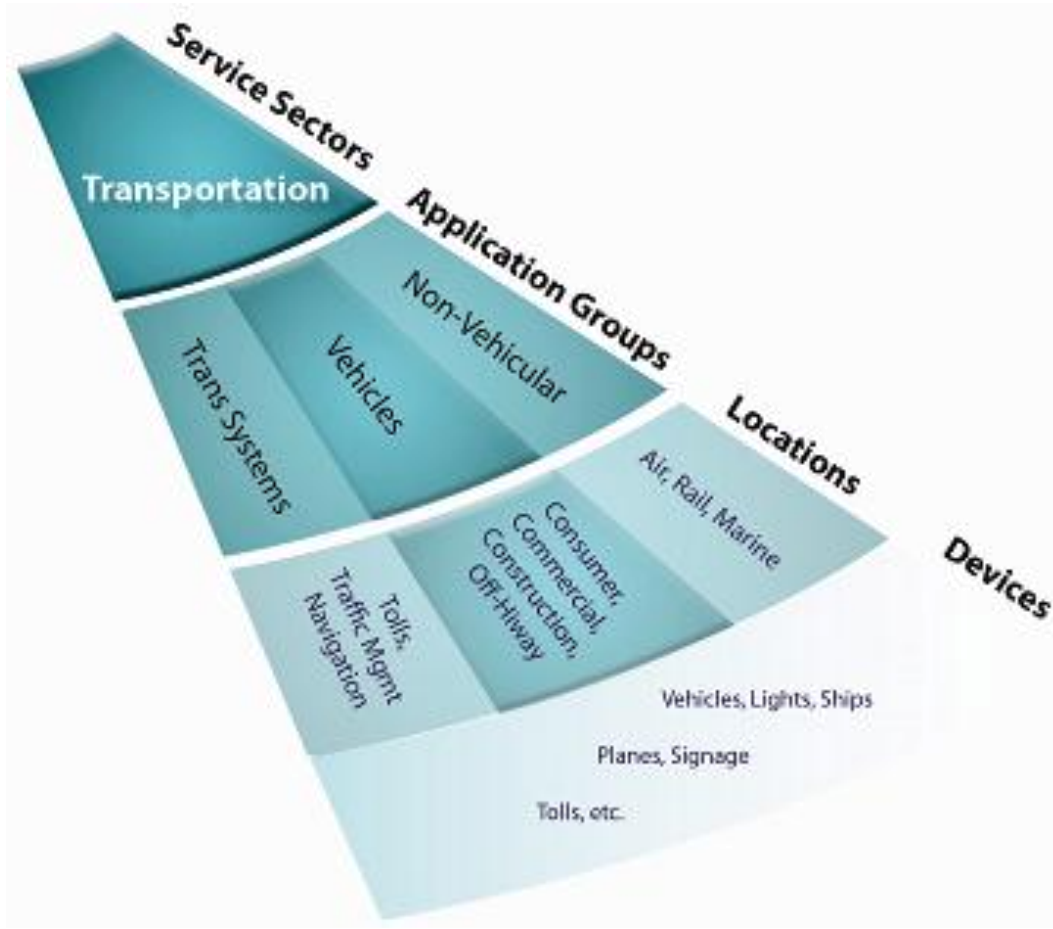 Service Sectors
Transportation
Application Groups
Non-Vehicular
Vehicles
Trans Systems
Locations
Air, Rail, Marine
Consumer,
Commercial,
Construction,
Off-Hiway
Tolls,
Traffic Mgmt
Navigation
Devices
Vehicles, Lights, Ships
Planes, Signage
Tolls, etc.